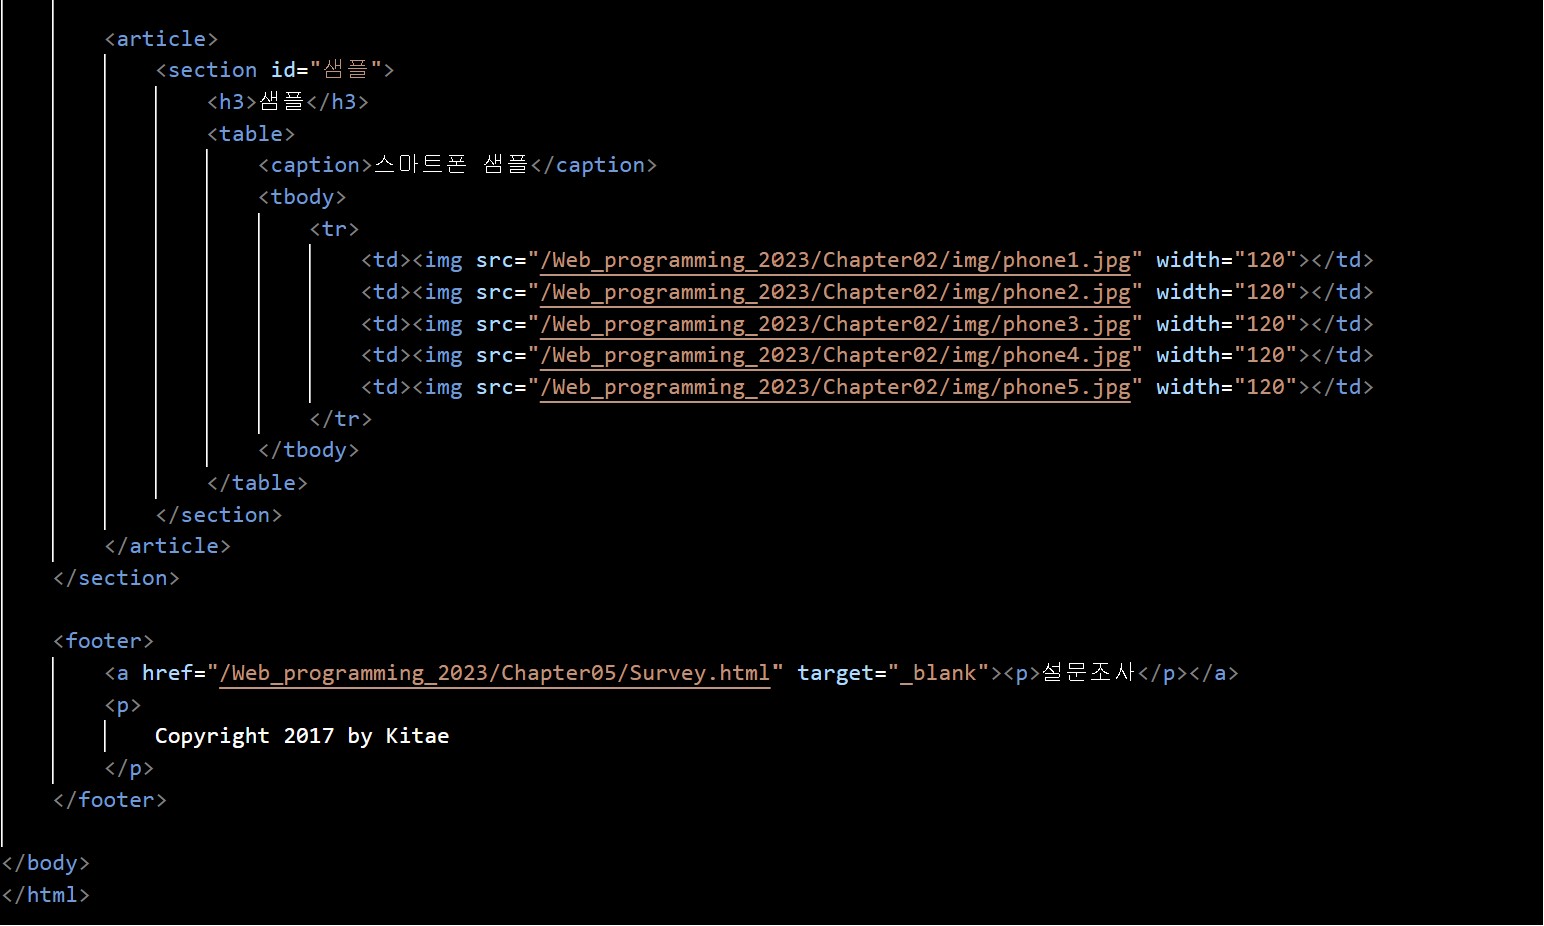 <article>
<section id="샘플">
<h3>샘플</h3>
<table>
<caption>스마트폰 샘플</caption>
<tbody>
<tr>
<td><img src="/Web_programming_2023/Chapter02/img/phone1.jpg" width="120"></td>
<td><img src="/Web_programming_2023/Chapter02/img/phone2.jpg" width="120"></td>
<td><img src="/Web_programming_2023/Chapter02/img/phone3.jpg" width="120"></td>
<td><img src="/Web_programming_2023/Chapter02/img/phone4.jpg" width="120"></td>
<td><img src="/Web_programming_2023/Chapter02/img/phone5.jpg" width="120"></td>
</tr>
</tbody>
</table>
</section>
</article>
</section>
<footer>
<a href="/Web_programming_2023/Chapter05/Survey.html" target="_blank"><p>설문조사</p></a>
<p>
Copyright 2017 by Kitae
</p>
</footer>
</body>
</html>